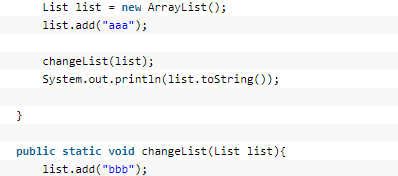 List list = new ArrayList();
list.add("aaa");
changeList(list);
System.out.println(list.toString());
}
public static void changeList(List list){
list.add("bbb");